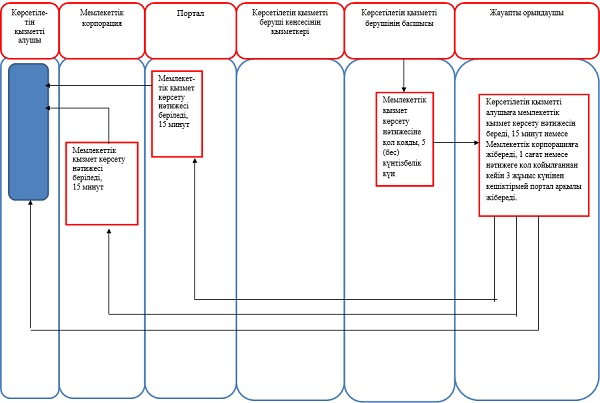 Көрсетіле-
тін
қызметті
алушы
Мемлекеттік
корпорация
Портал
Көрсетілетін қызметті
беруші кеңсесінің
қызметкері
Көрсетілетін қызметті
берушінің басшысы
Жауапты орындаушы
Мемлекет-
тік қызмет
көрсету
нәтижесі
беріледі,
15 минут
Мемлекеттік
қызмет көрсету
нәтижесі
беріледі,
15 минут
Мемлекеттік
қызмет
көрсету
нәтижесіне
қол қояды, 5
(бес)
күнтізбелік
күн
Көрсетілетін қызметті
алушыға мемлекеттік
қызмет көрсету нәтижесін
береді, 15 минут немесе
Мемлекеттік корпорацияға
жібереді, 1 сағат немесе
нәтижеге қол қойылғаннан
кейін 3 жұмыс күнінен
кешіктірмей портал арқылы
жібереді.